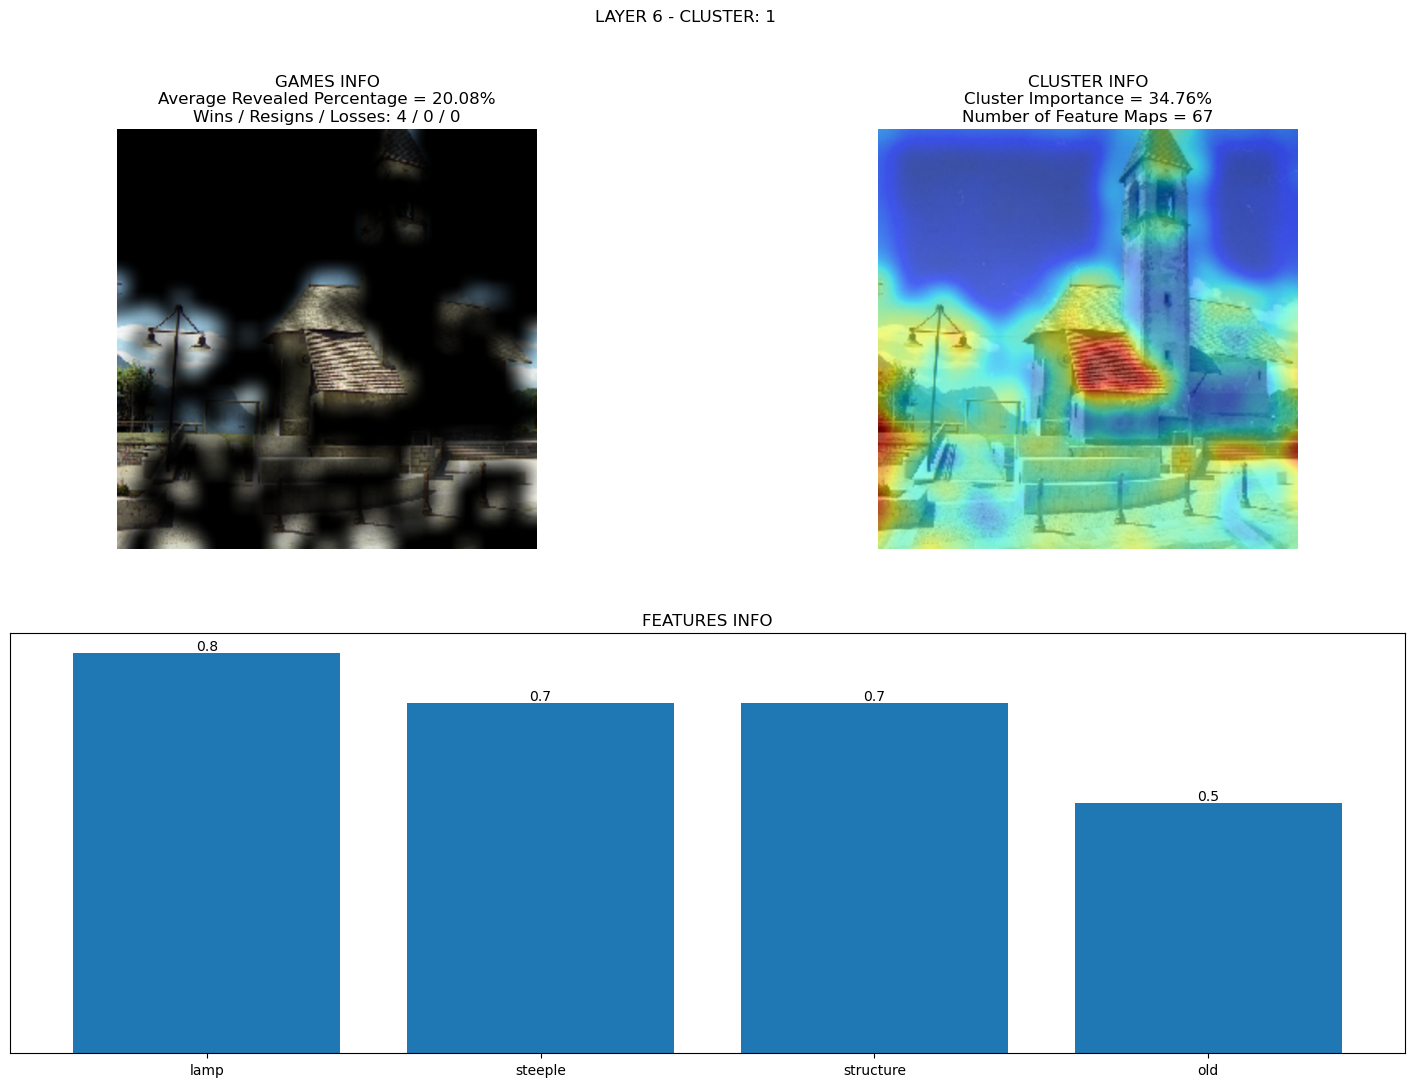 LAYER 6 - CLUSTER: 1
GAMES INFO
Average Revealed Percentage = 20.08%
Wins / Resigns / Losses: 4 / 0 / 0
CLUSTER INFO
Cluster Importance = 34.76%
Number of Feature Maps = 67
FEATURES INFO
0.8
0.7
0.7
0.5
lamp
steeple
structure
old